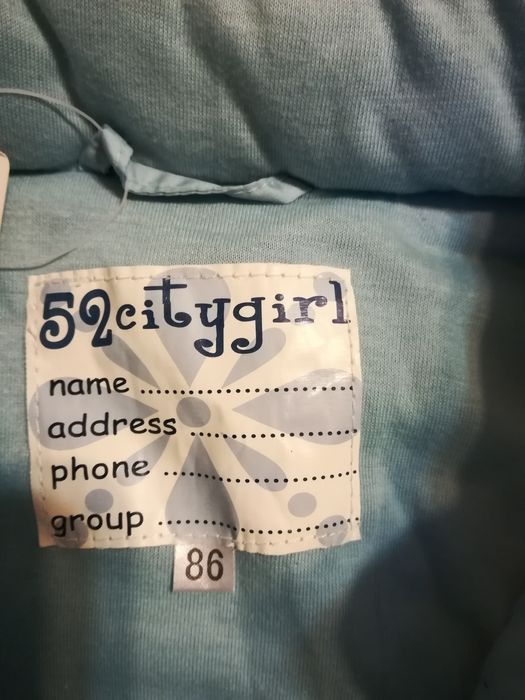 52citygirl
name ........................
address ...................
phone ......................
group .......................
86